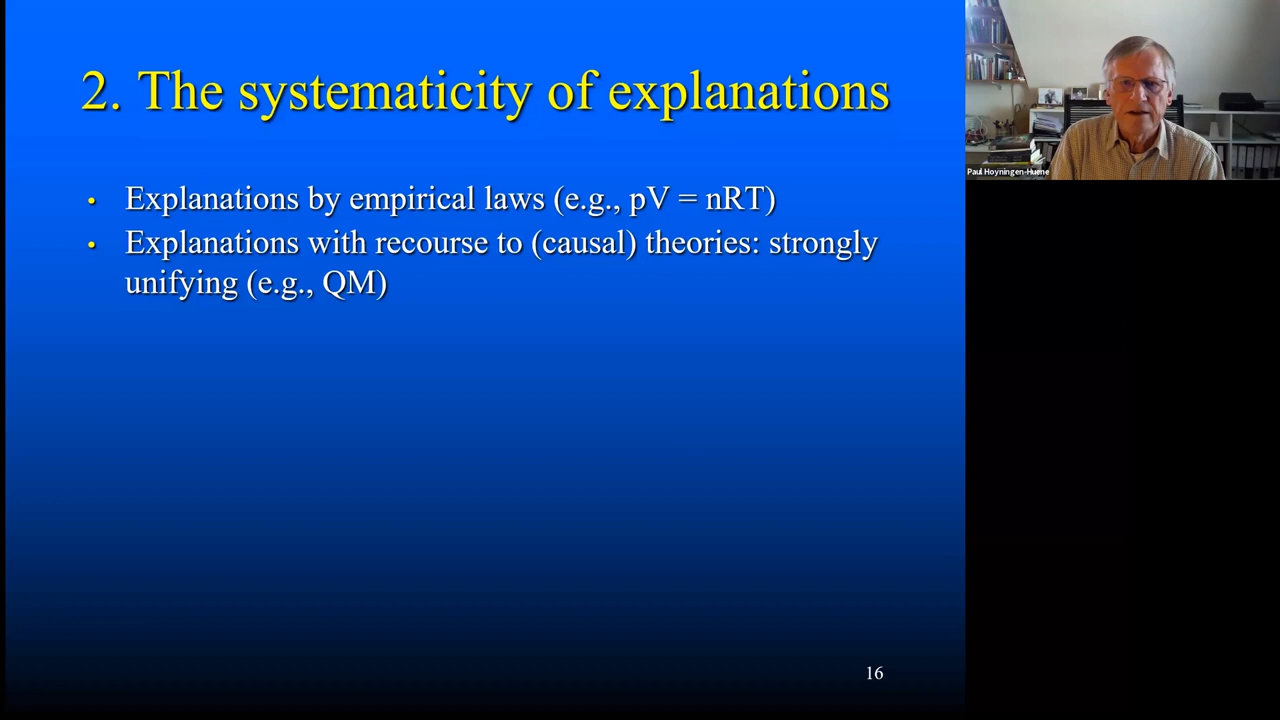 2. The systematicity of explanations
• Explanations by empirical laws (e.g., pV = nRT)
• Explanations with recourse to (causal) theories: strongly
unifying (e.g., QM)
16
Paul Hoyningen-Huene